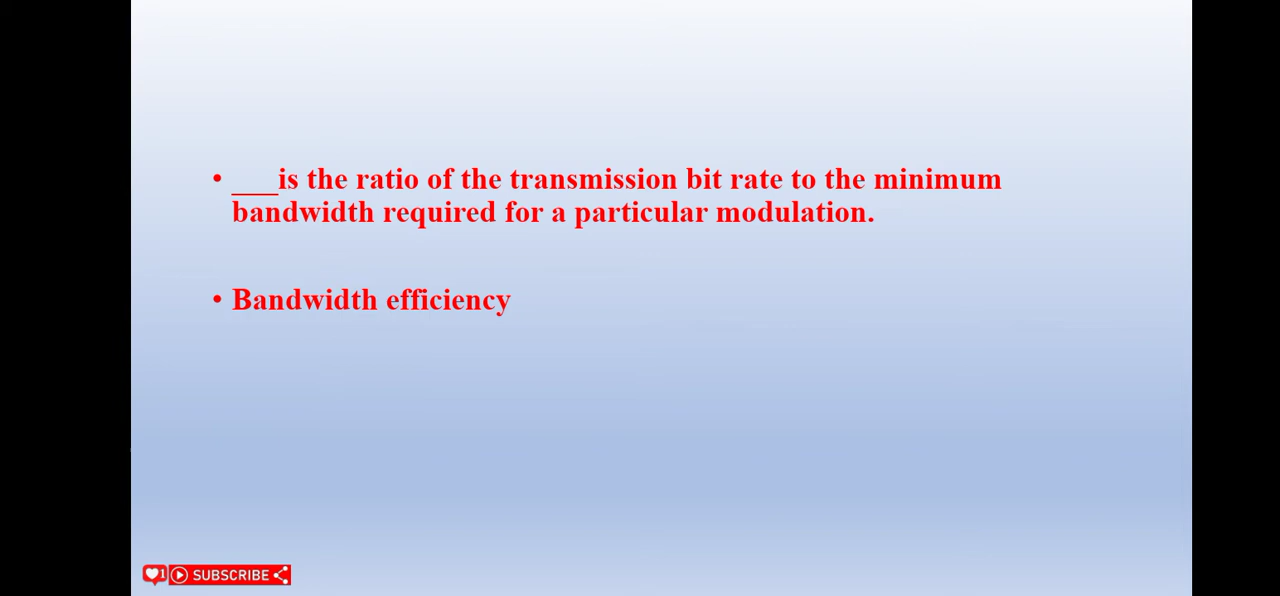 • ___is the ratio of the transmission bit rate to the minimum
bandwidth required for a particular modulation.
• Bandwidth efficiency
1 SUBSCRIBE